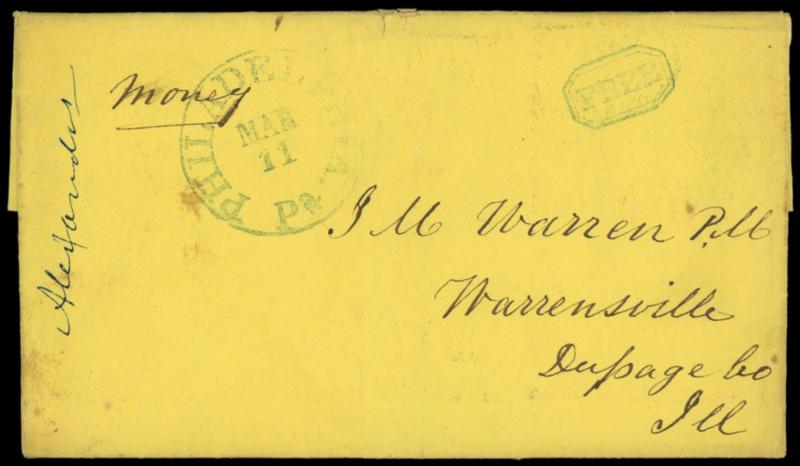 Money
PHILADELPHIA Pa.
MAR
11
FREE
Alexander
J M Warren P.M
Warrensville
Dupage Co
Ill